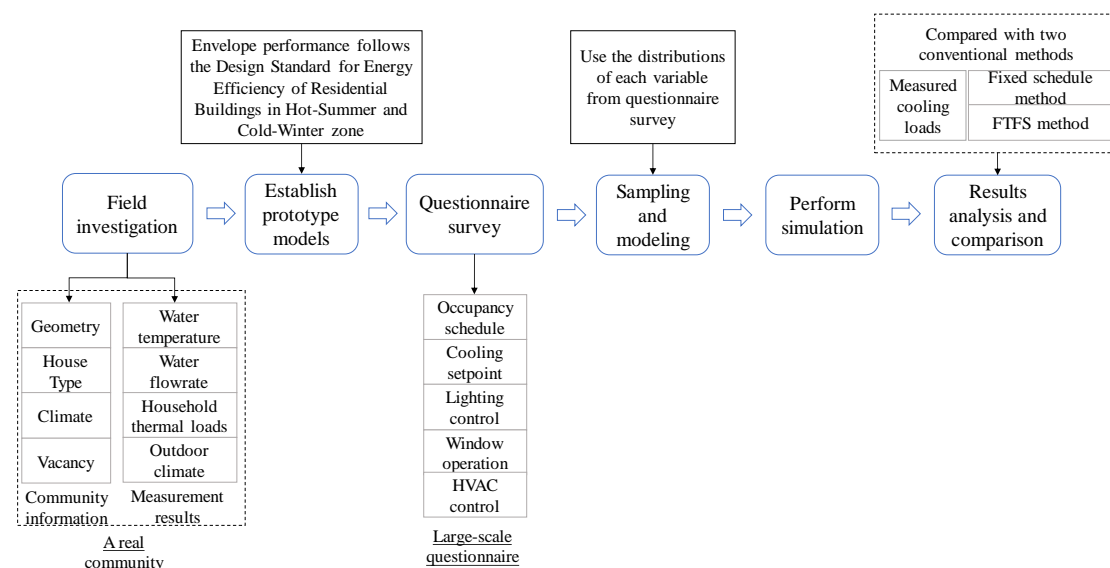 Envelope performance follows
the Design Standard for Energy
Efficiency of Residential
Buildings in Hot-Summer and
Cold-Winter zone
Use the distributions
of each variable
from questionnaire
survey
Compared with two
conventional methods
Measured
cooling
loads
Fixed schedule
method
FTFS method
Field
investigation
Establish
prototype
models
Questionnaire
survey
Sampling
and
modeling
Perform
simulation
Results
analysis and
comparison
Geometry
House
Type
Climate
Vacancy
Community
information
Water
temperature
Water
flowrate
Household
thermal loads
Outdoor
climate
Measurement
results
A real
community
Occupancy
schedule
Cooling
setpoint
Lighting
control
Window
operation
HVAC
control
Large-scale
questionnaire